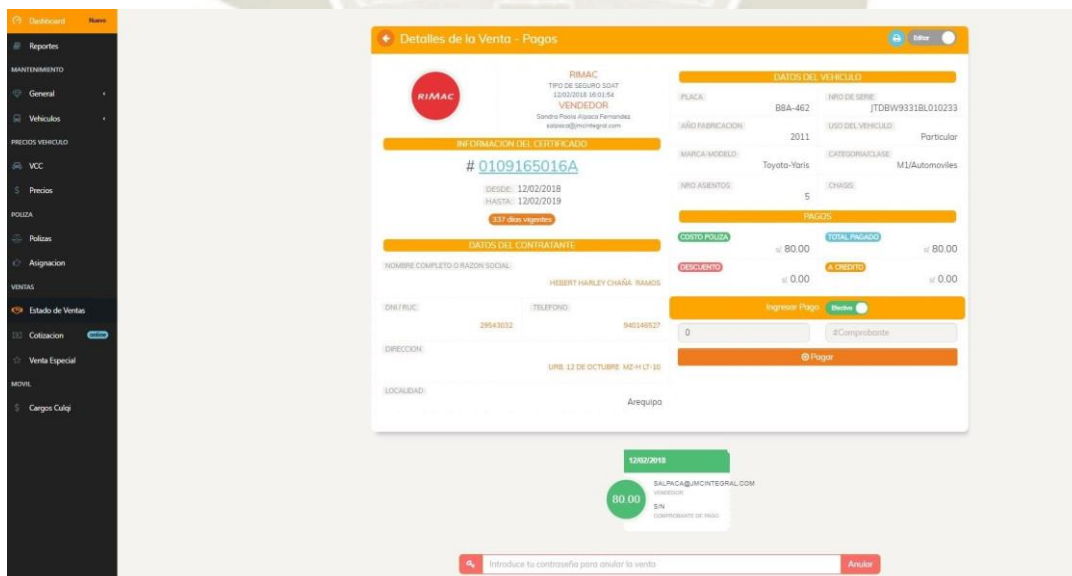 Dashboard Nuevo
Reportes
MANTENIMIENTO
General
Vehiculos
PRECIOS VEHICULO
VCC
Precios
POLIZA
Polizas
Asignacion
VENTAS
Estado de Ventas
Cotizacion online
Venta Especial
MOVIL
Cargos Culqi
Detalles de la Venta - Pagos
Editar
RIMAC
RIMAC
TIPO DE SEGURO SOAT
12/02/2018 16:01:54
VENDEDOR
Sandra Paola Alpaca Fernandez
salpaca@jmcintegral.com
INFORMACION DEL CERTIFICADO
# 0109165016A
DESDE: 12/02/2018
HASTA: 12/02/2019
337 dias vigentes
DATOS DEL CONTRATANTE
NOMBRE COMPLETO O RAZON SOCIAL:
HEBERT HARLEY CHAÑA RAMOS
DNI / RUC: TELEFONO:
29543032 940146527
DIRECCION:
URB. 12 DE OCTUBRE MZ-H LT-10
LOCALIDAD:
Arequipa
DATOS DEL VEHICULO
PLACA: NRO DE SERIE:
B8A-462 JTDBW9331BL010233
AÑO FABRICACION: USO DEL VEHICULO:
2011 Particular
MARCA/MODELO: CATEGORIA/CLASE:
Toyota-Yaris M1/Automoviles
NRO ASIENTOS: CHASIS:
5
PAGOS
COSTO POLIZA TOTAL PAGADO
s/ 80.00 s/ 80.00
DESCUENTO A CREDITO
s/ 0.00 s/ 0.00
Ingresar Pago Efectivo
0 #Comprobante
Pagar
12/02/2018
80.00
SALPACA@JMCINTEGRAL.COM
VENDEDOR
S/N
COMPROBANTE DE PAGO
Introduce tu contraseña para anular la venta
Anular